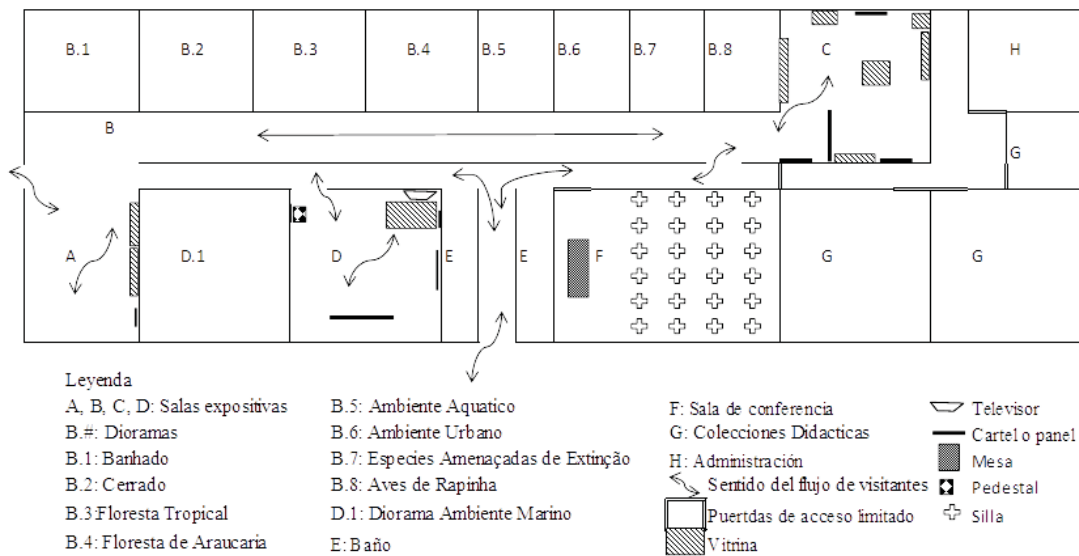 B.1 B.2 B.3 B.4 B.5 B.6 B.7 B.8 C H
B
G
A D.1 D E E F G G
Leyenda
A, B, C, D: Salas expositivas
B.#: Dioramas
B.1: Banhado
B.2: Cerrado
B.3:Floresta Tropical
B.4: Floresta de Araucaria
B.5: Ambiente Aquatico
B.6: Ambiente Urbano
B.7: Especies Amenaçadas de Extinção
B.8: Aves de Rapinha
D.1: Diorama Ambiente Marino
E: Baño
F: Sala de conferencia
G: Colecciones Didacticas
H: Administración
Sentido del flujo de visitantes
Puertdas de acceso limitado
Vitrina
Televisor
Cartel o panel
Mesa
Pedestal
Silla